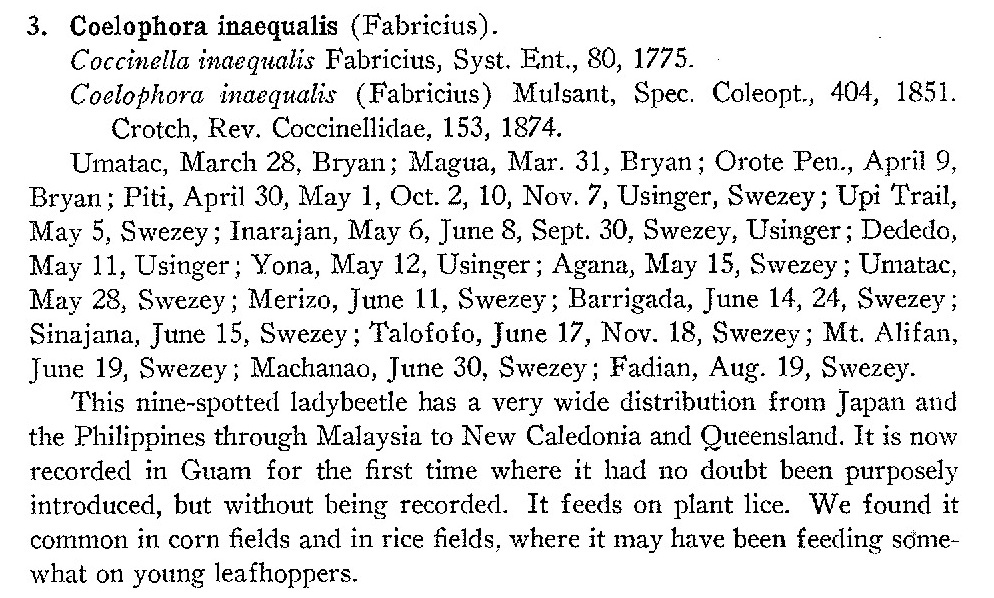 3. Coelophora inaequalis (Fabricius).
Coccinella inaequalis Fabricius, Syst. Ent., 80, 1775.
Coelophora inaequalis (Fabricius) Mulsant, Spec. Coleopt., 404, 1851.
Crotch, Rev. Coccinellidae, 153, 1874.
Umatac, March 28, Bryan; Magua, Mar. 31, Bryan; Orote Pen., April 9,
Bryan; Piti, April 30, May 1, Oct. 2, 10, Nov. 7, Usinger, Swezey; Upi Trail,
May 5, Swezey; Inarajan, May 6, June 8, Sept. 30, Swezey, Usinger; Dededo,
May 11, Usinger; Yona, May 12, Usinger; Agana, May 15, Swezey; Umatac,
May 28, Swezey; Merizo, June 11, Swezey; Barrigada, June 14, 24, Swezey;
Sinajana, June 15, Swezey; Talofofo, June 17, Nov. 18, Swezey; Mt. Alifan,
June 19, Swezey; Machanao, June 30, Swezey; Fadian, Aug. 19, Swezey.
This nine-spotted ladybeetle has a very wide distribution from Japan and
the Philippines through Malaysia to New Caledonia and Queensland. It is now
recorded in Guam for the first time where it had no doubt been purposely
introduced, but without being recorded. It feeds on plant lice. We found it
common in corn fields and in rice fields, where it may have been feeding some-
what on young leafhoppers.